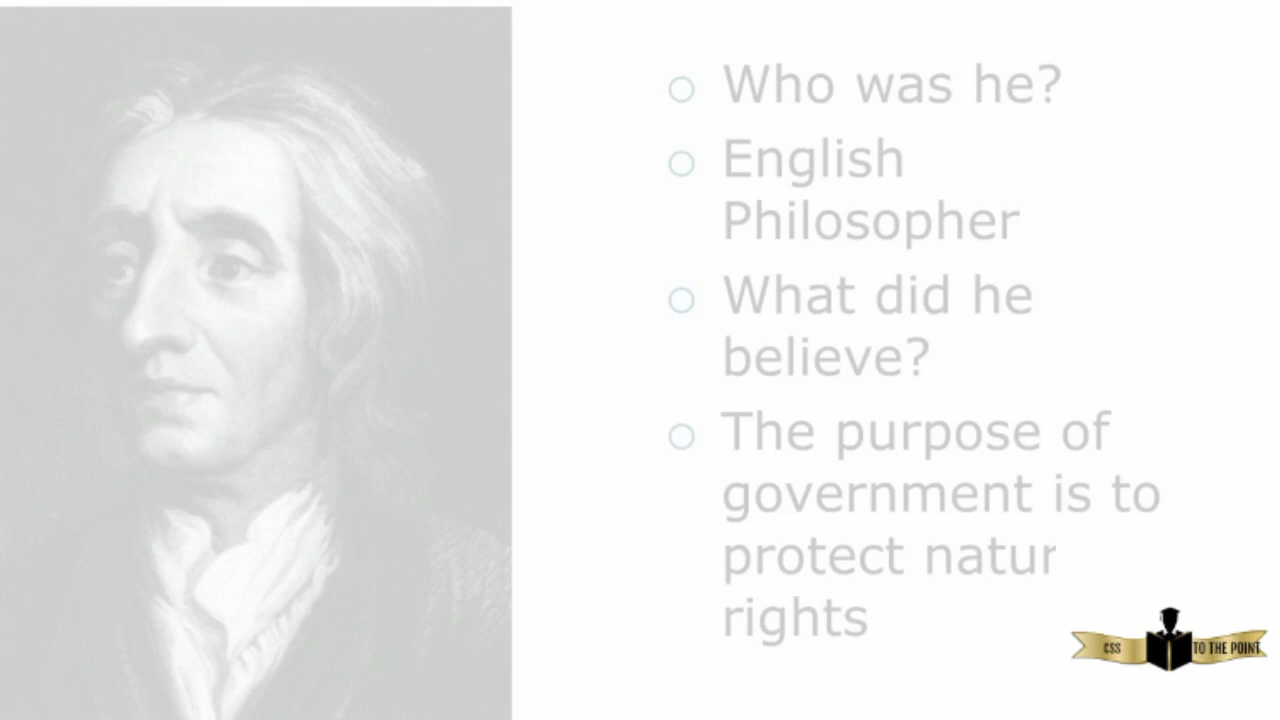 Who was he?
English
Philosopher
What did he
believe?
The purpose of
government is to
protect natur
rights
CSS
TO THE POINT